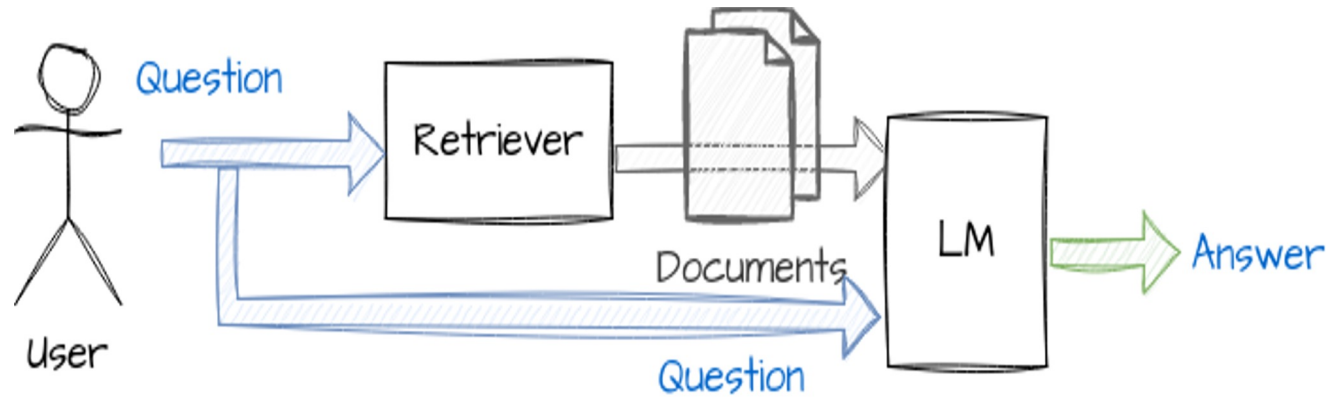 Question
Retriever
LM
Documents
Answer
User
Question